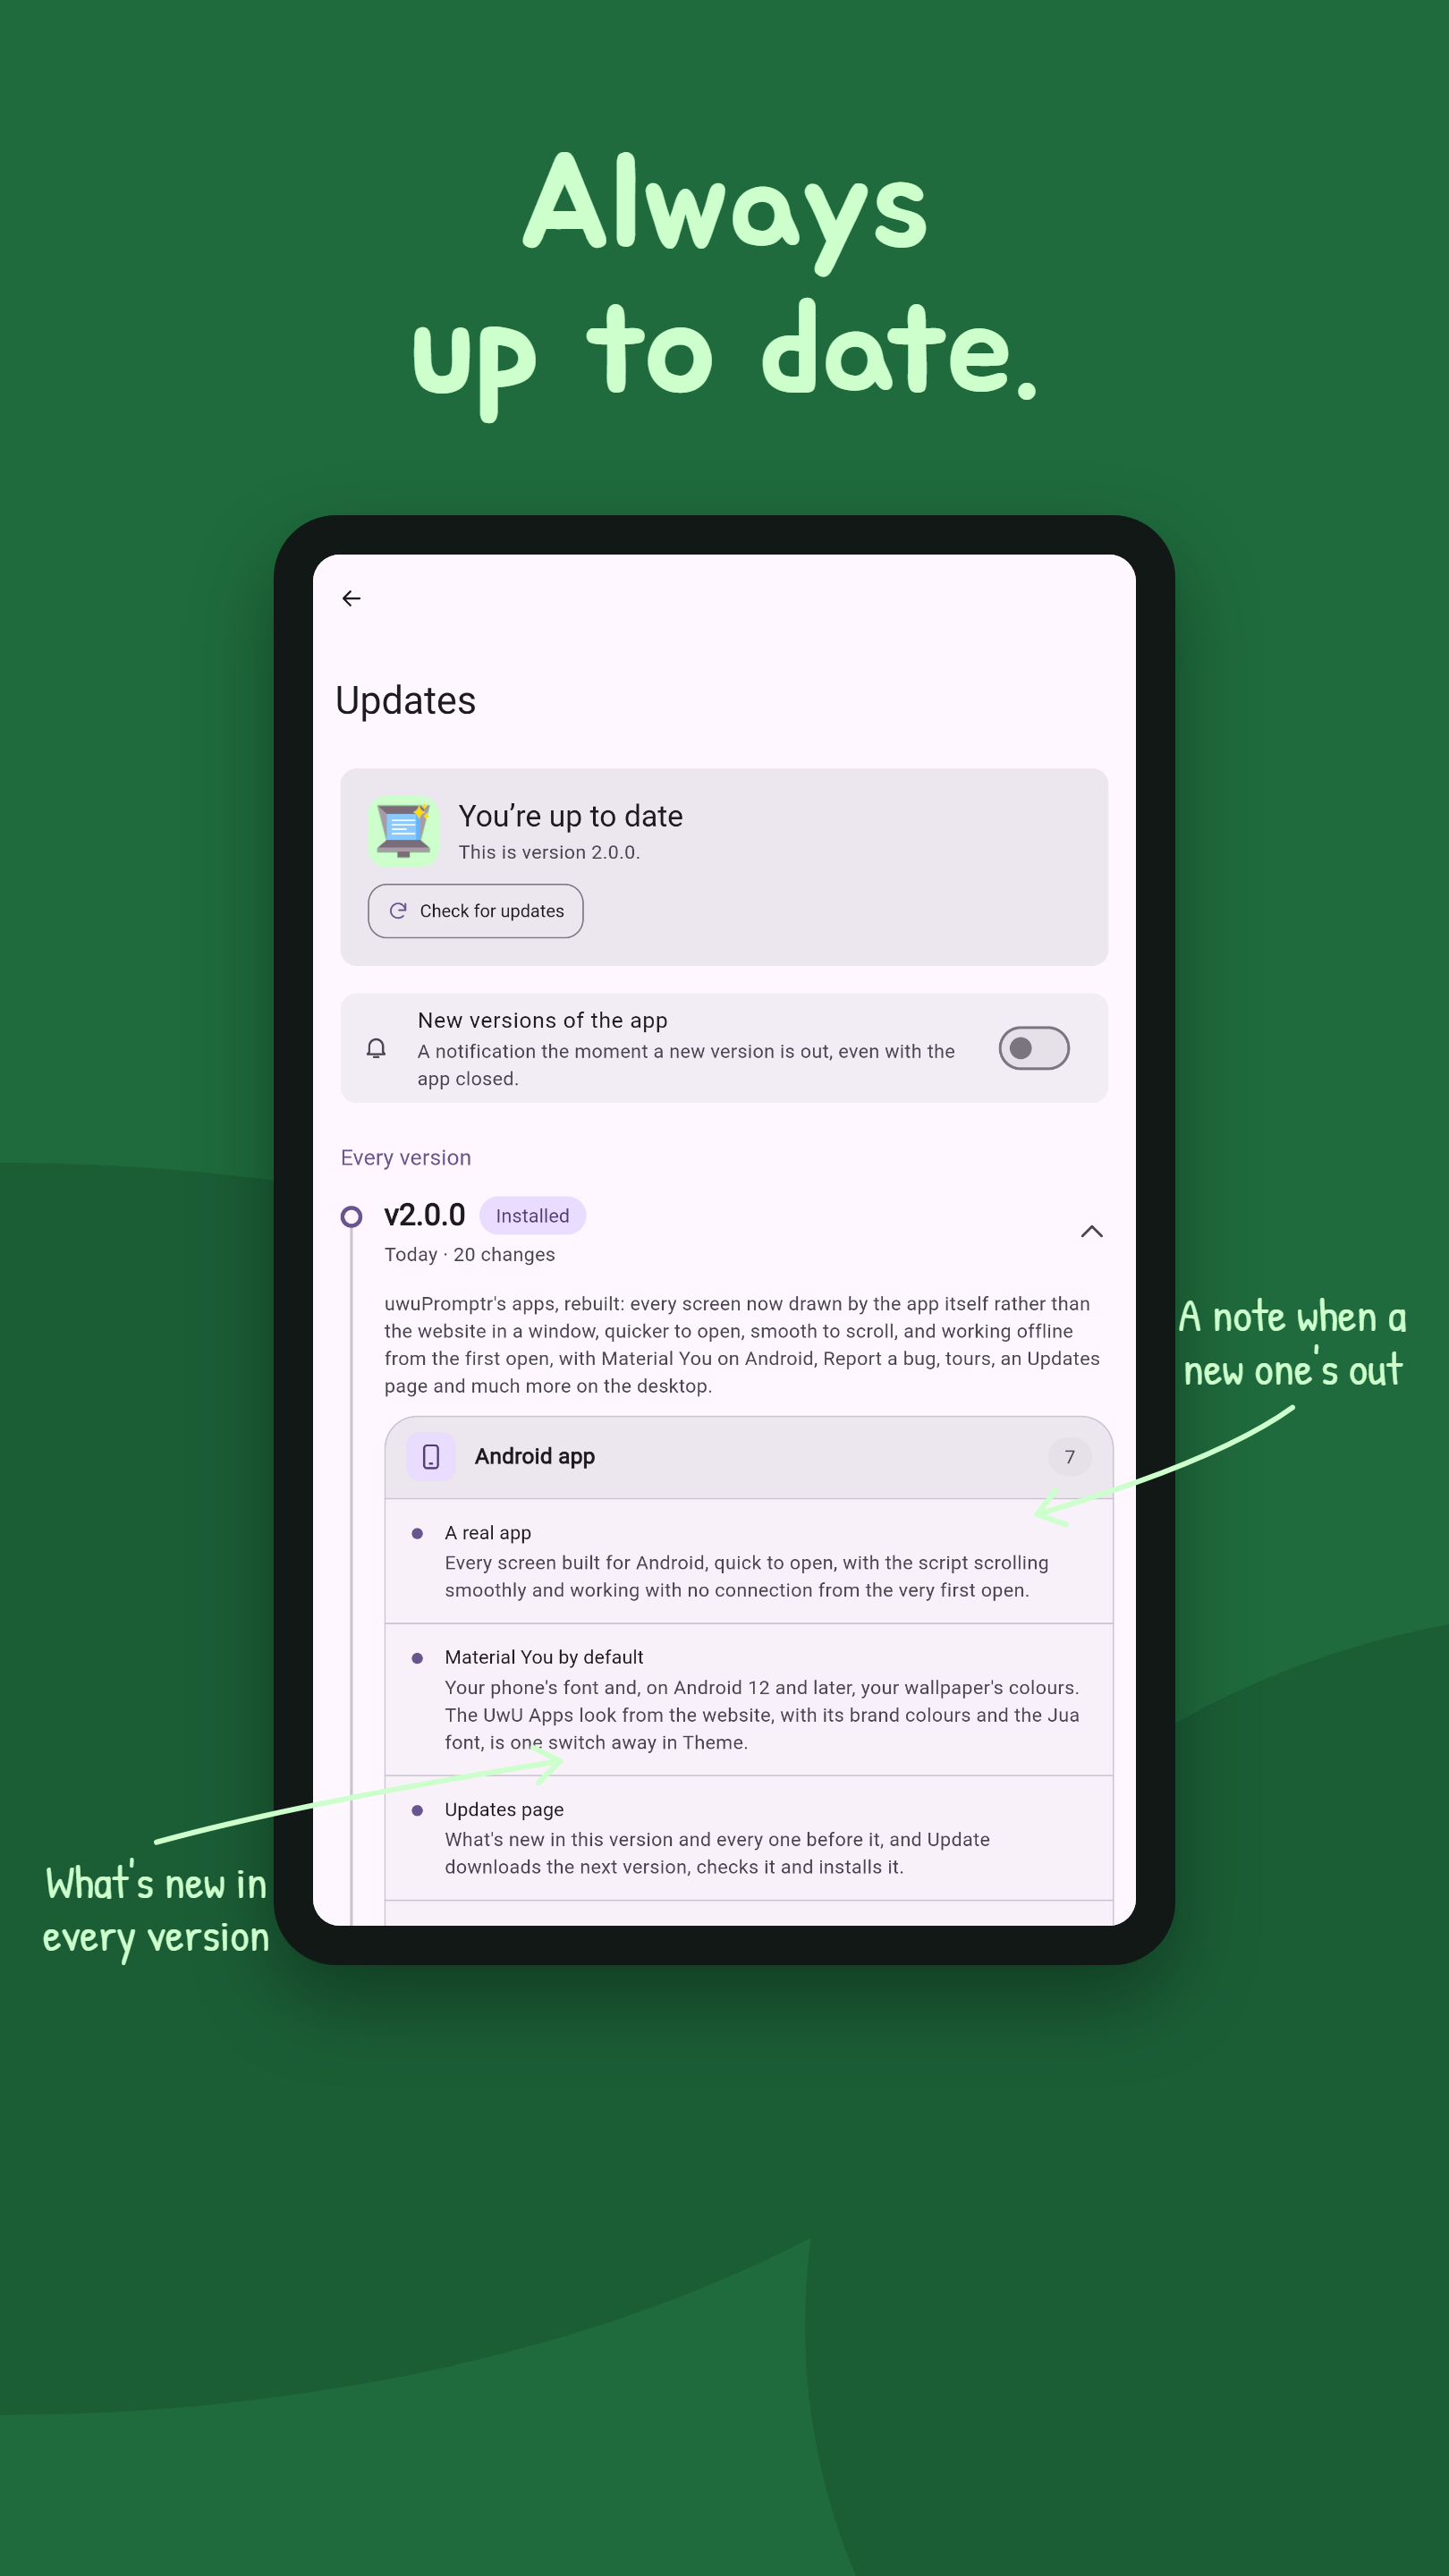 Always
up to date.
Updates
You’re up to date
This is version 2.0.0.
Check for updates
New versions of the app
A notification the moment a new version is out, even with the
app closed.
Every version
v2.0.0
Installed
Today · 20 changes
uwuPromptr's apps, rebuilt: every screen now drawn by the app itself rather than
the website in a window, quicker to open, smooth to scroll, and working offline
from the first open, with Material You on Android, Report a bug, tours, an Updates
page and much more on the desktop.
A note when a
new one's out
Android app
7
A real app
Every screen built for Android, quick to open, with the script scrolling
smoothly and working with no connection from the very first open.
Material You by default
Your phone's font and, on Android 12 and later, your wallpaper's colours.
The UwU Apps look from the website, with its brand colours and the Jua
font, is one switch away in Theme.
Updates page
What's new in this version and every one before it, and Update
downloads the next version, checks it and installs it.
What's new in
every version